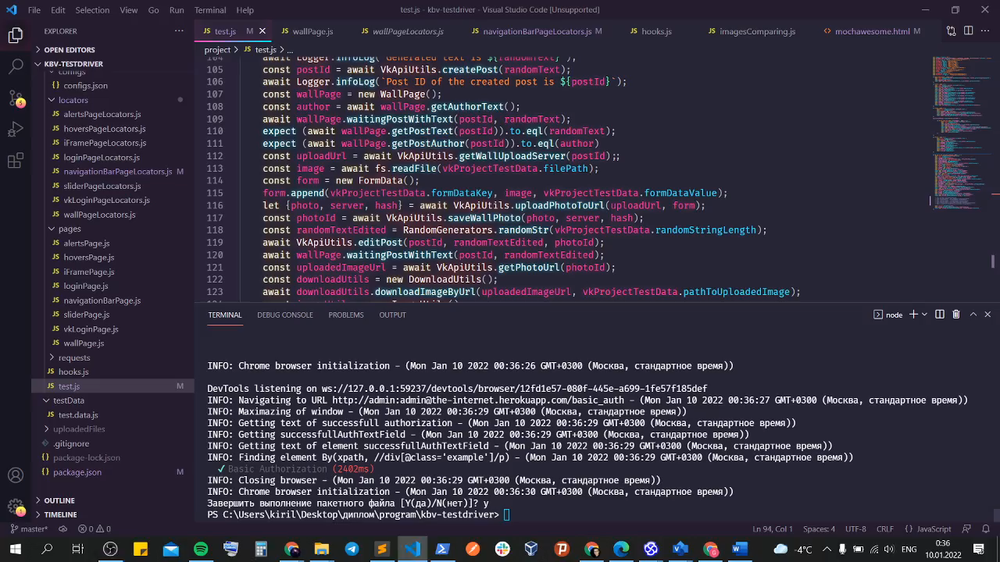 File Edit Selection View Go Run Terminal Help
test.js - kbv-testdriver - Visual Studio Code [Unsupported]
EXPLORER
test.js M
wallPage.js
wallPageLocators.js
navigationBarPageLocators.js M
hooks.js
imagesComparing.js
mochawesome.html M
OPEN EDITORS
project > test.js > ...
KBV-TESTDRIVER
configs
configs.json
locators
alertsPageLocators.js
hoversPageLocators.js
iFramePageLocators.js
loginPageLocators.js
navigationBarPageLocators.js M
sliderPageLocators.js
vkLoginPageLocators.js
wallPageLocators.js
pages
alertsPage.js
hoversPage.js
iFramePage.js
loginPage.js
navigationBarPage.js
sliderPage.js
vkLoginPage.js
wallPage.js
requests
hooks.js
test.js M
testData
test.data.js
uploadedFiles
.gitignore
package-lock.json
package.json M
OUTLINE
TIMELINE
104 await Logger.infoLog(`Generated text is ${randomText}`);
105 const postId = await VkApiUtils.createPost(randomText);
106 await Logger.infoLog(`Post ID of the created post is ${postId}`);
107 const wallPage = new WallPage();
108 const author = await wallPage.getAuthorText();
109 await wallPage.waitingPostWithText(postId, randomText);
110 expect (await wallPage.getPostText(postId)).to.eql(randomText)
111 expect (await wallPage.getPostAuthor(postId)).to.eql(author)
112 const uploadUrl = await VkApiUtils.getWallUploadServer(postId);
113 const image = await fs.readFile(vkProjectTestData.filePath);
114 const form = new FormData();
115 form.append(vkProjectTestData.formDataKey, image, vkProjectTestData.formDataValue);
116 let {photo, server, hash} = await VkApiUtils.uploadPhotoToUrl(uploadUrl, form);
117 const photoId = await VkApiUtils.saveWallPhoto(photo, server, hash);
118 const randomTextEdited = RandomGenerators.randomStr(vkProjectTestData.randomStringLength);
119 await VkApiUtils.editPost(postId, randomTextEdited, photoId);
120 await wallPage.waitingPostWithText(postId, randomTextEdited);
121 const uploadedImageUrl = await VkApiUtils.getPhotoUrl(photoId);
122 const downloadUtils = new DownloadUtils();
123 await downloadUtils.downloadImageByUrl(uploadedImageUrl, vkProjectTestData.pathToUploadedImage);
TERMINAL DEBUG CONSOLE PROBLEMS OUTPUT
node
INFO: Chrome browser initialization - (Mon Jan 10 2022 00:36:26 GMT+0300 (Москва, стандартное время))
DevTools listening on ws://127.0.0.1:59237/devtools/browser/12fd1e57-080f-445e-a699-1fe57f185def
INFO: Navigating to URL http://admin:admin@the-internet.herokuapp.com/basic_auth - (Mon Jan 10 2022 00:36:27 GMT+0300 (Москва, стандартное время))
INFO: Maximazing of window - (Mon Jan 10 2022 00:36:29 GMT+0300 (Москва, стандартное время))
INFO: Getting text of successfull authorization - (Mon Jan 10 2022 00:36:29 GMT+0300 (Москва, стандартное время))
INFO: Getting successfullAuthTextField - (Mon Jan 10 2022 00:36:29 GMT+0300 (Москва, стандартное время))
INFO: Getting text of element successfullAuthTextField - (Mon Jan 10 2022 00:36:29 GMT+0300 (Москва, стандартное время))
INFO: Finding element By(xpath, //div[@class='example']/p) - (Mon Jan 10 2022 00:36:29 GMT+0300 (Москва, стандартное время))
✓ Basic Authorization (2402ms)
INFO: Closing browser - (Mon Jan 10 2022 00:36:29 GMT+0300 (Москва, стандартное время))
INFO: Chrome browser initialization - (Mon Jan 10 2022 00:36:30 GMT+0300 (Москва, стандартное время))
Завершить выполнение пакетного файла [Y(да)/N(нет)]? y
PS C:\Users\kiril\Desktop\диплом\program\kbv-testdriver>
master* 0 0
Ln 94, Col 1 Spaces: 4 UTF-8 CRLF {} JavaScript
-4°C
ENG
0:36
10.01.2022